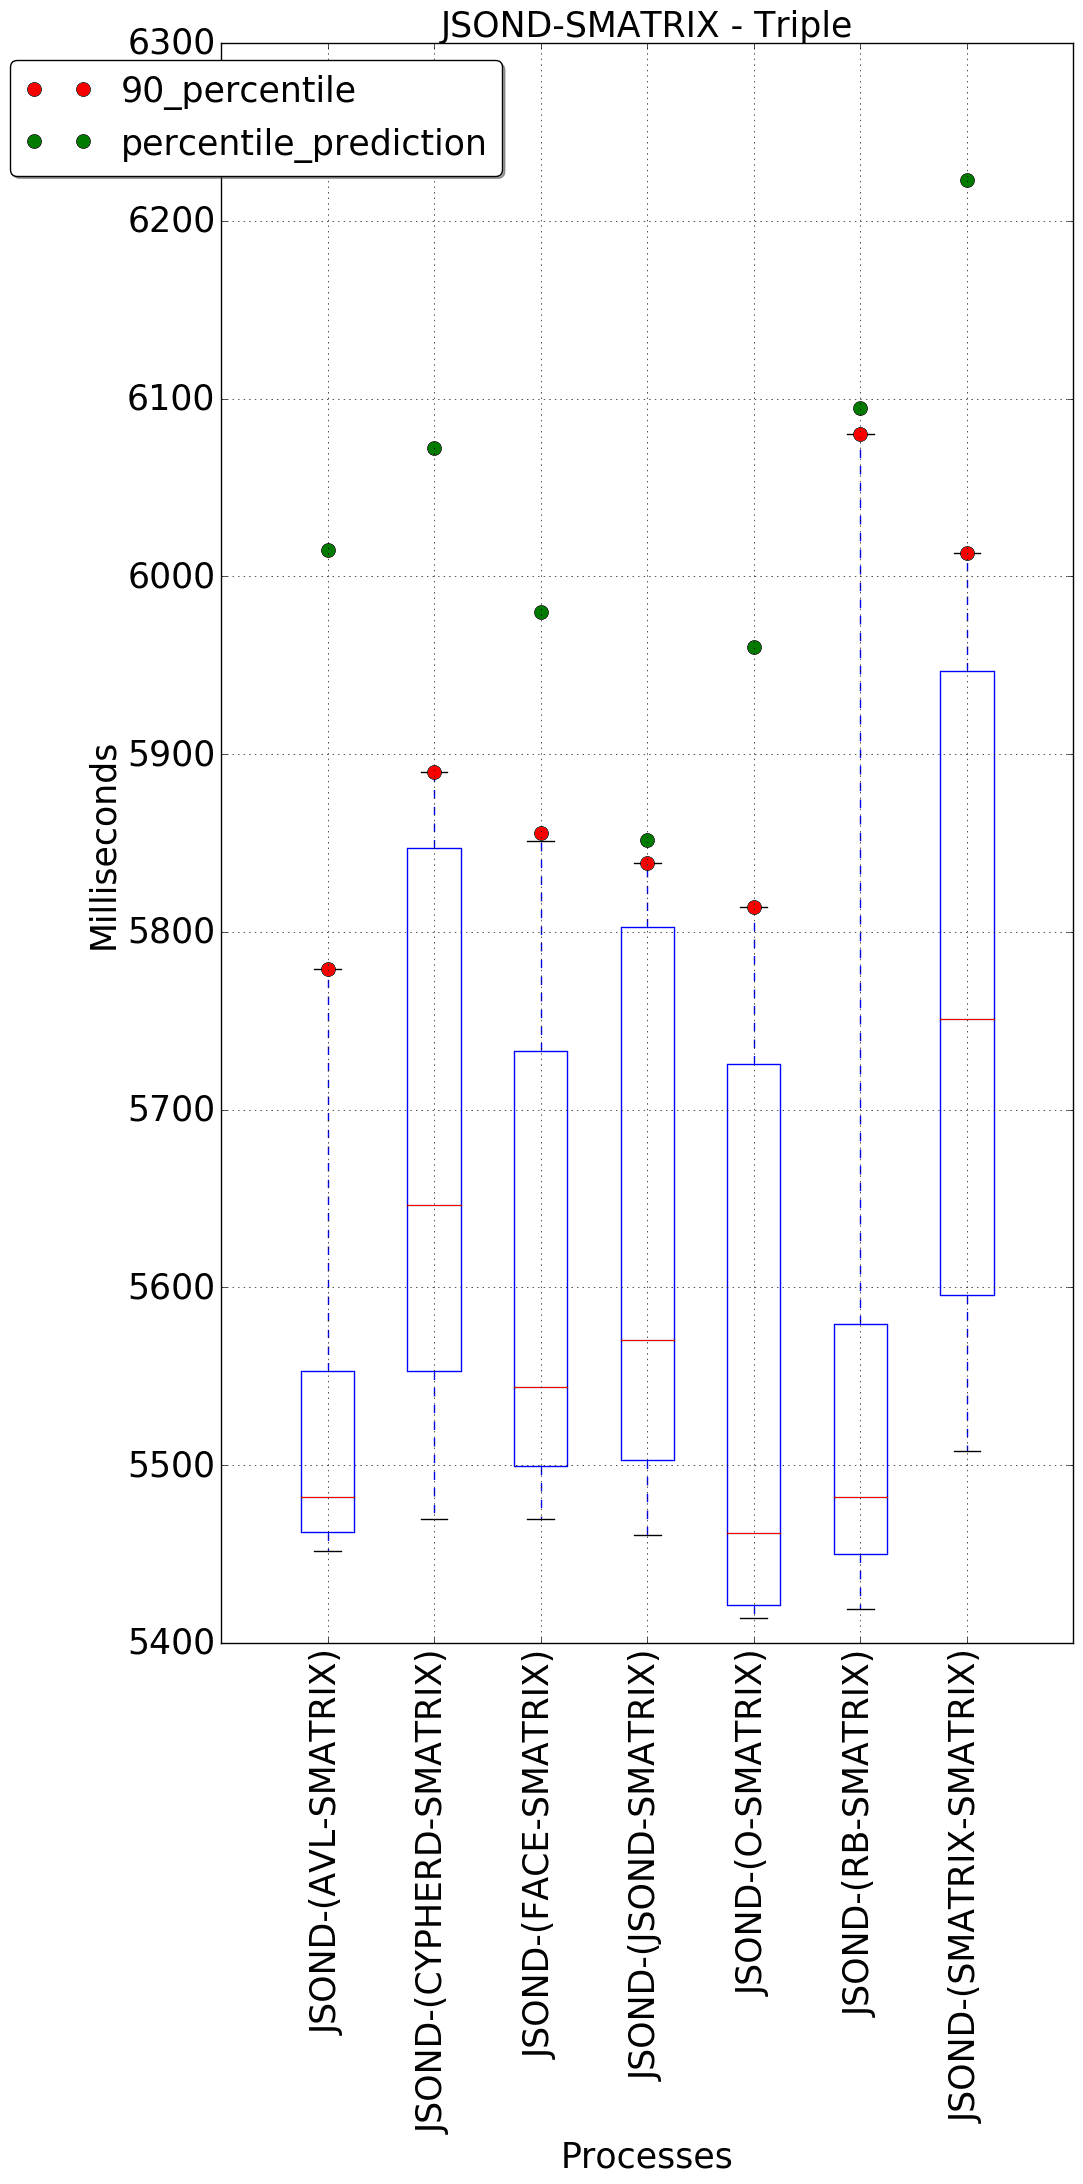 JSOND-SMATRIX - Triple
90_percentile
percentile_prediction
6300
6200
6100
6000
5900
5800
5700
5600
5500
5400
Milliseconds
JSOND-(AVL-SMATRIX)
JSOND-(CYPHERD-SMATRIX)
JSOND-(FACE-SMATRIX)
JSOND-(JSOND-SMATRIX)
JSOND-(O-SMATRIX)
JSOND-(RB-SMATRIX)
JSOND-(SMATRIX-SMATRIX)
Processes